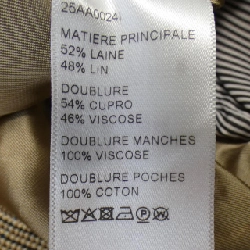 MATIERE PRINCIPALE
52% LAINE
48% LIN
DOUBLURE
54% CUPRO
46% VISCOSE
DOUBLURE MANCHES
100% VISCOSE
DOUBLURE POCHES
100% COTON